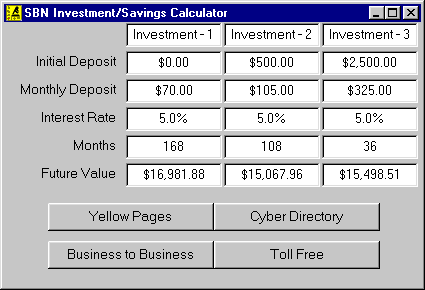 SBN Investment/Savings Calculator
Investment-1 Investment-2 Investment-3
Initial Deposit $0.00 $500.00 $2,500.00
Monthly Deposit $70.00 $105.00 $325.00
Interest Rate 5.0% 5.0% 5.0%
Months 168 108 36
Future Value $16,981.88 $15,067.96 $15,498.51
Yellow Pages Cyber Directory
Business to Business Toll Free